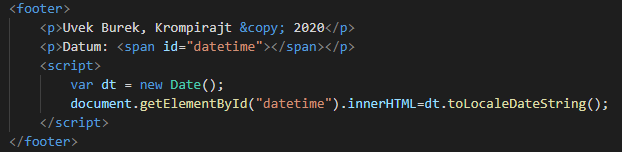 <footer>
    <p>Uvek Burek, Krompirajt &copy; 2020</p>
    <p>Datum: <span id="datetime"></span></p>
    <script>
        var dt = new Date();
        document.getElementById("datetime").innerHTML=dt.toLocaleDateString();
    </script>
</footer>